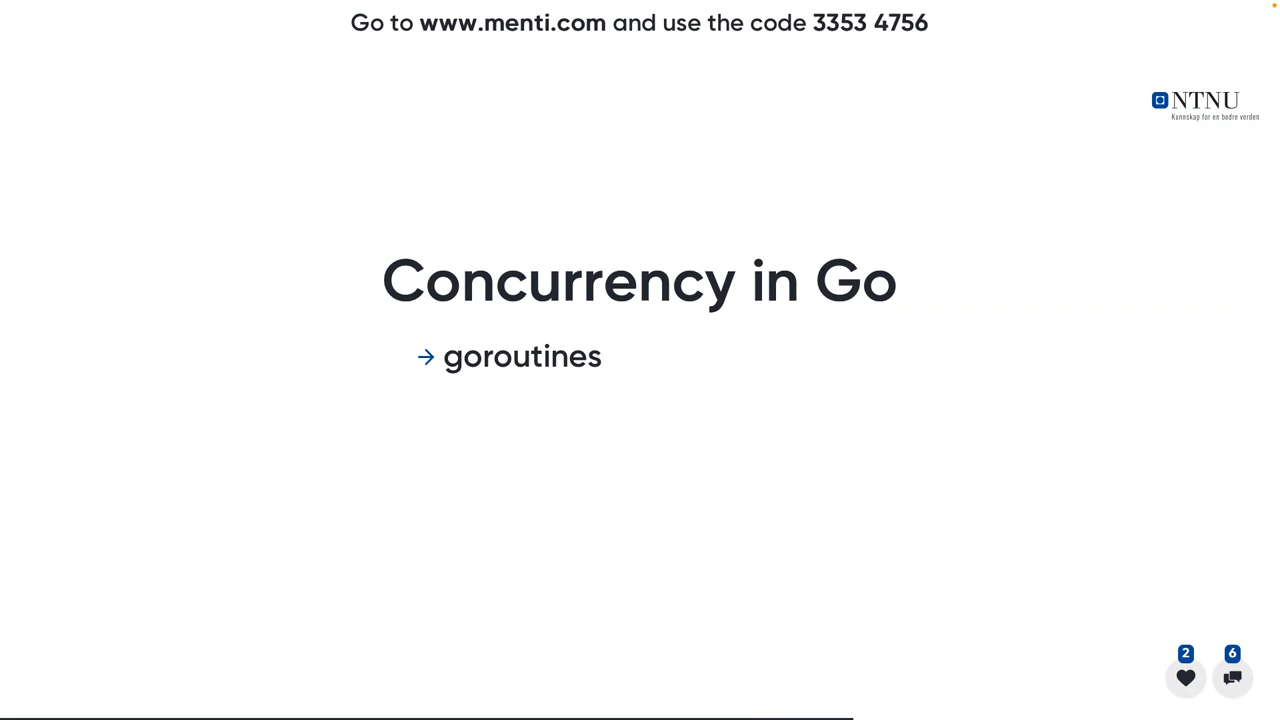 Go to www.menti.com and use the code 3353 4756
NTNU
Kunnskap for en bedre verden
Concurrency in Go
→ goroutines
2 6